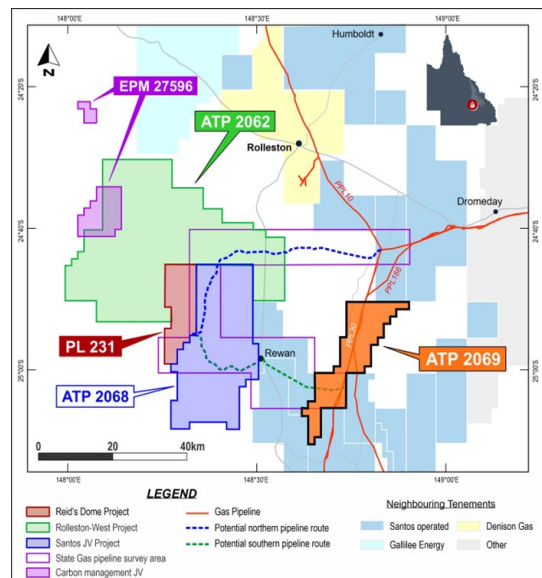 148°00'S
148°30'S
149°00'S
Humboldt
N
24°20'S
24°20'S
EPM 27596
ATP 2062
Rolleston
PPL10
Dromeday
24°40'S
24°40'S
PPL166
PL 231
PPL30
Rewan
ATP 2069
25°00'S
25°00'S
ATP 2068
0 20 40km
148°00'S
148°30'S
149°00'S
LEGEND
Reid's Dome Project
Rolleston-West Project
Santos JV Project
State Gas pipeline survey area
Carbon management JV
Gas Pipeline
Potential northern pipeline route
Potential southern pipeline route
Neighbouring Tenements
Santos operated
Denison Gas
Gallilee Energy
Other